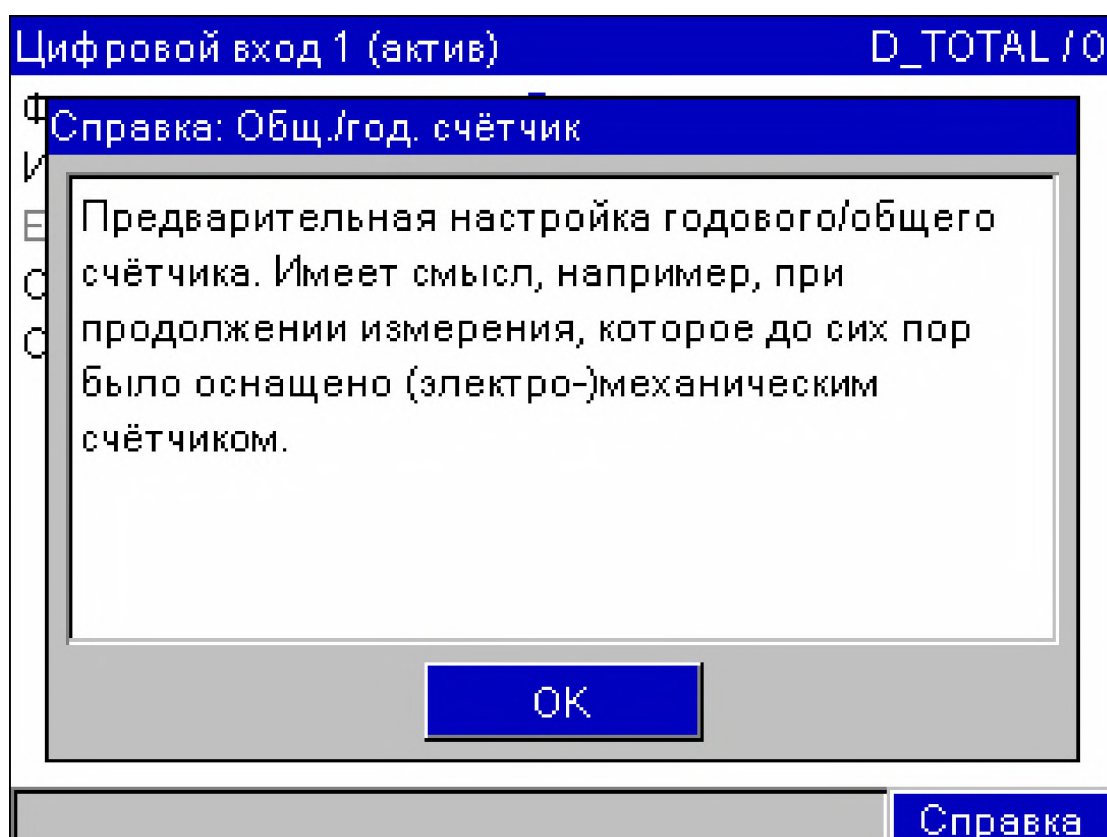 Цифровой вход 1 (актив) D_TOTAL / 0
Справка: Общ./год. счётчик
Предварительная настройка годового/общего
счётчика. Имеет смысл, например, при
продолжении измерения, которое до сих пор
было оснащено (электро-)механическим
счётчиком.
OK
Справка